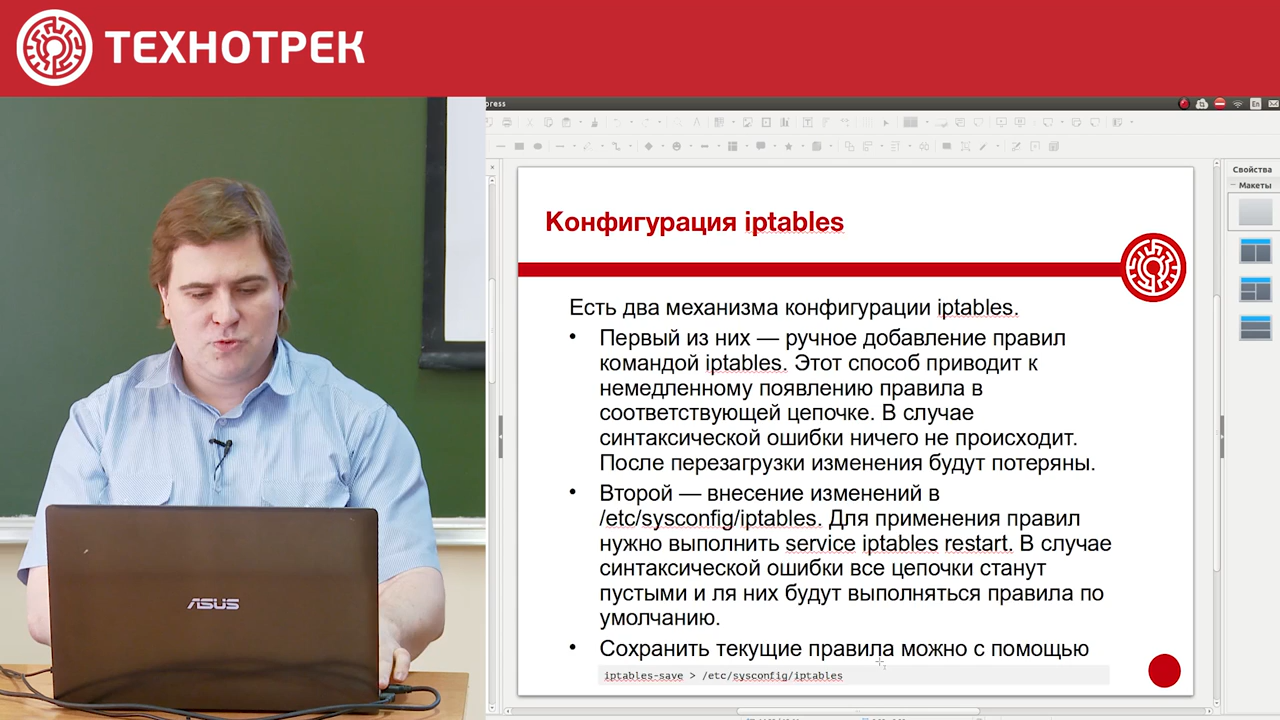 ТЕХНОТРЕК
press
En
Свойства
Макеты
Конфигурация iptables
Есть два механизма конфигурации iptables.
• Первый из них — ручное добавление правил
командой iptables. Этот способ приводит к
немедленному появлению правила в
соответствующей цепочке. В случае
синтаксической ошибки ничего не происходит.
После перезагрузки изменения будут потеряны.
• Второй — внесение изменений в
/etc/sysconfig/iptables. Для применения правил
нужно выполнить service iptables restart. В случае
синтаксической ошибки все цепочки станут
пустыми и ля них будут выполняться правила по
умолчанию.
• Сохранить текущие правила можно с помощью
iptables-save > /etc/sysconfig/iptables
ASUS